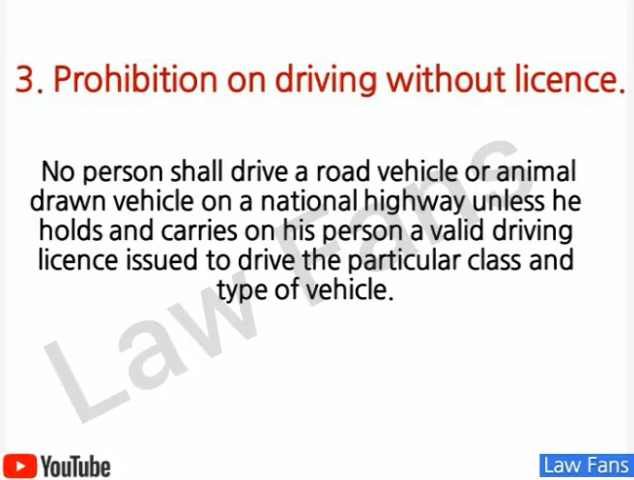 3. Prohibition on driving without licence.
No person shall drive a road vehicle or animal
drawn vehicle on a national highway unless he
holds and carries on his person a valid driving
licence issued to drive the particular class and
type of vehicle.
Law Fans
YouTube
Law Fans